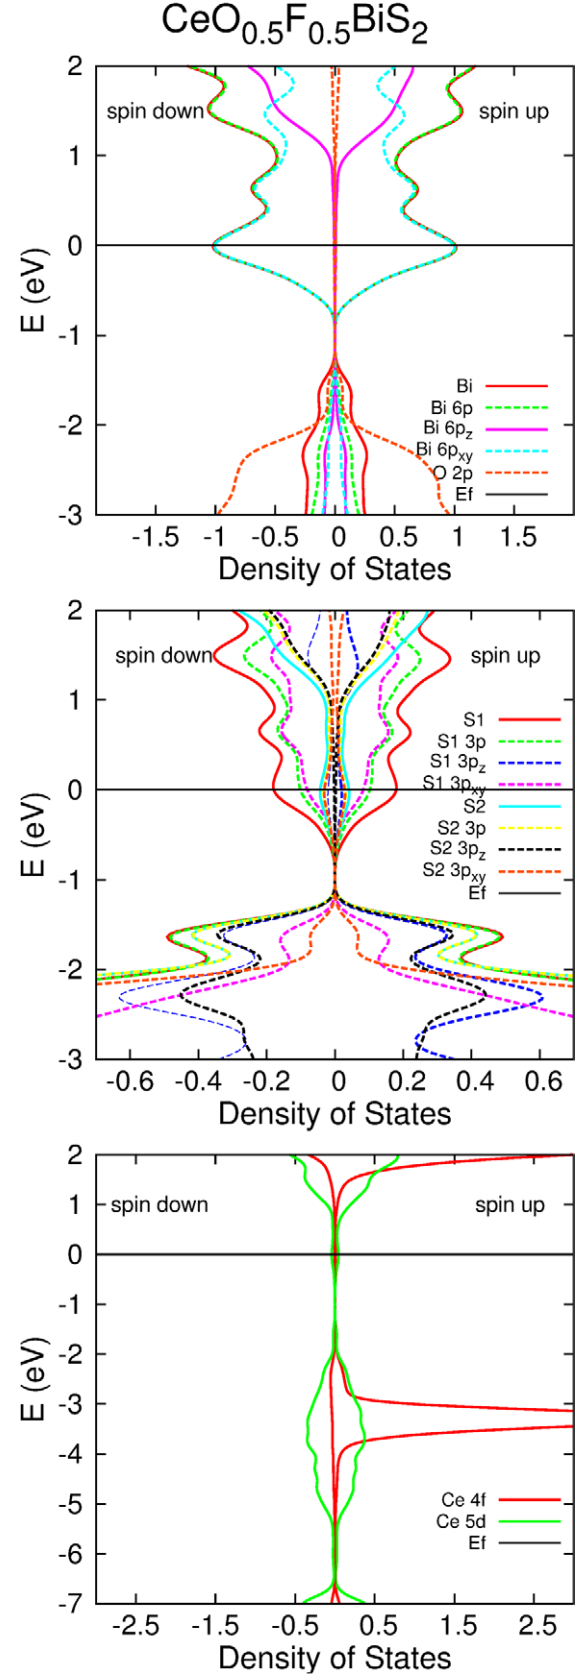 CeO0.5F0.5BiS2
2
spin down spin up
1
0
E (eV)
-1
Bi
Bi 6p
-2
Bi 6pz
Bi 6pxy
O 2p
Ef
-3
-1.5 -1 -0.5 0 0.5 1 1.5
Density of States
2
spin down spin up
1
S1
S1 3p
S1 3pz
0
S1 3pxy
S2
E (eV)
S2 3p
S2 3pz
S2 3pxy
-1
Ef
-2
-3
-0.6 -0.4 -0.2 0 0.2 0.4 0.6
Density of States
2
spin down spin up
1
0
-1
-2
E (eV)
-3
-4
-5
Ce 4f
Ce 5d
Ef
-6
-7
-2.5 -1.5 -0.5 0.5 1.5 2.5
Density of States